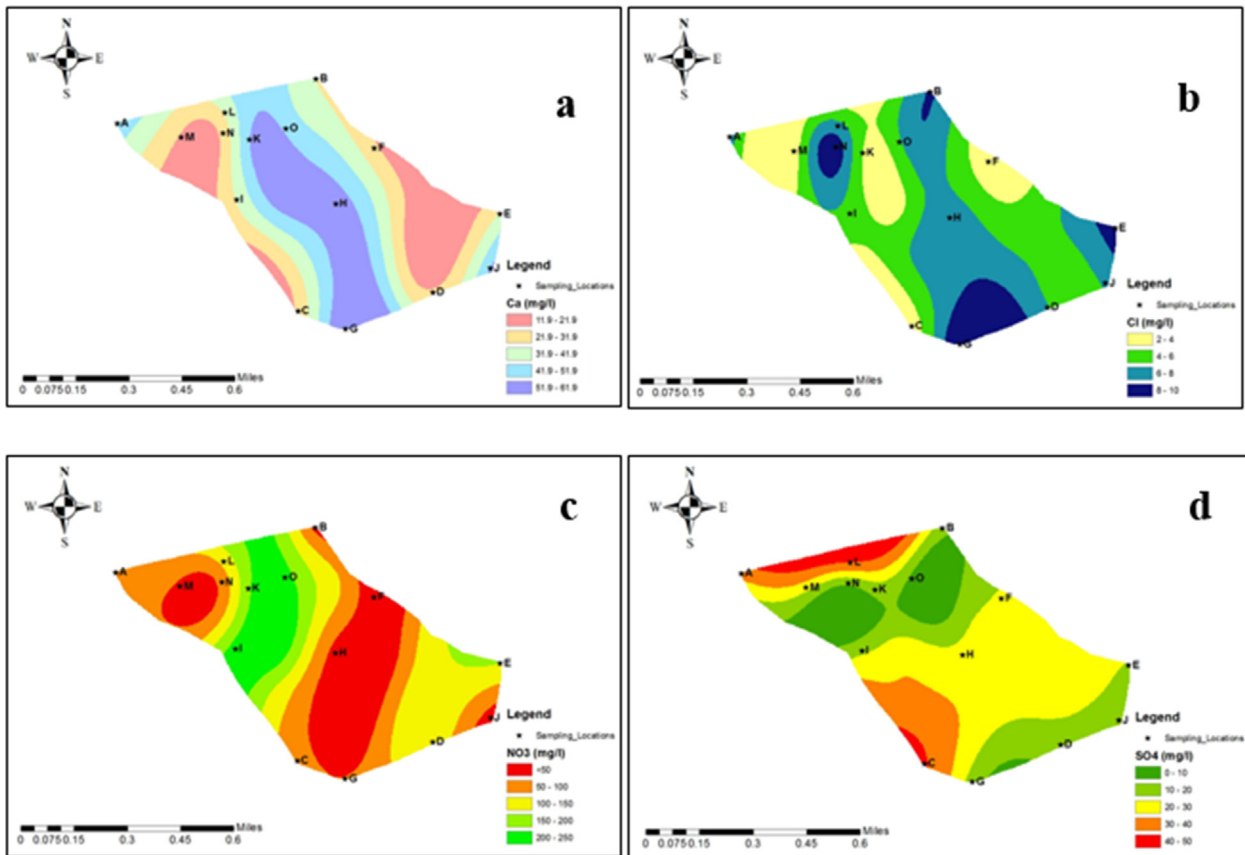 N
W E
S
a
B
A
L
M
N
K
O
F
I
H
E
J
D
C
G
Legend
Sampling_Locations
Ca (mg/l)
11.9 - 21.9
21.9 - 31.9
31.9 - 41.9
41.9 - 51.9
51.9 - 61.9
Miles
0 0.075 0.15 0.3 0.45 0.6
N
W E
S
b
B
A
L
M
N
K
O
F
I
H
E
J
D
C
G
Legend
Sampling_Locations
Cl (mg/l)
2 - 4
4 - 6
6 - 8
8 - 10
Miles
0 0.075 0.15 0.3 0.45 0.6
N
W E
S
c
B
A
L
M
N
K
O
F
I
H
E
J
D
C
G
Legend
Sampling_Locations
NO3 (mg/l)
<50
50 - 100
100 - 150
150 - 200
200 - 250
Miles
0 0.075 0.15 0.3 0.45 0.6
N
W E
S
d
B
A
L
M
N
K
O
F
I
H
E
J
D
C
G
Legend
Sampling_Locations
SO4 (mg/l)
0 - 10
10 - 20
20 - 30
30 - 40
40 - 50
Miles
0 0.075 0.15 0.3 0.45 0.6